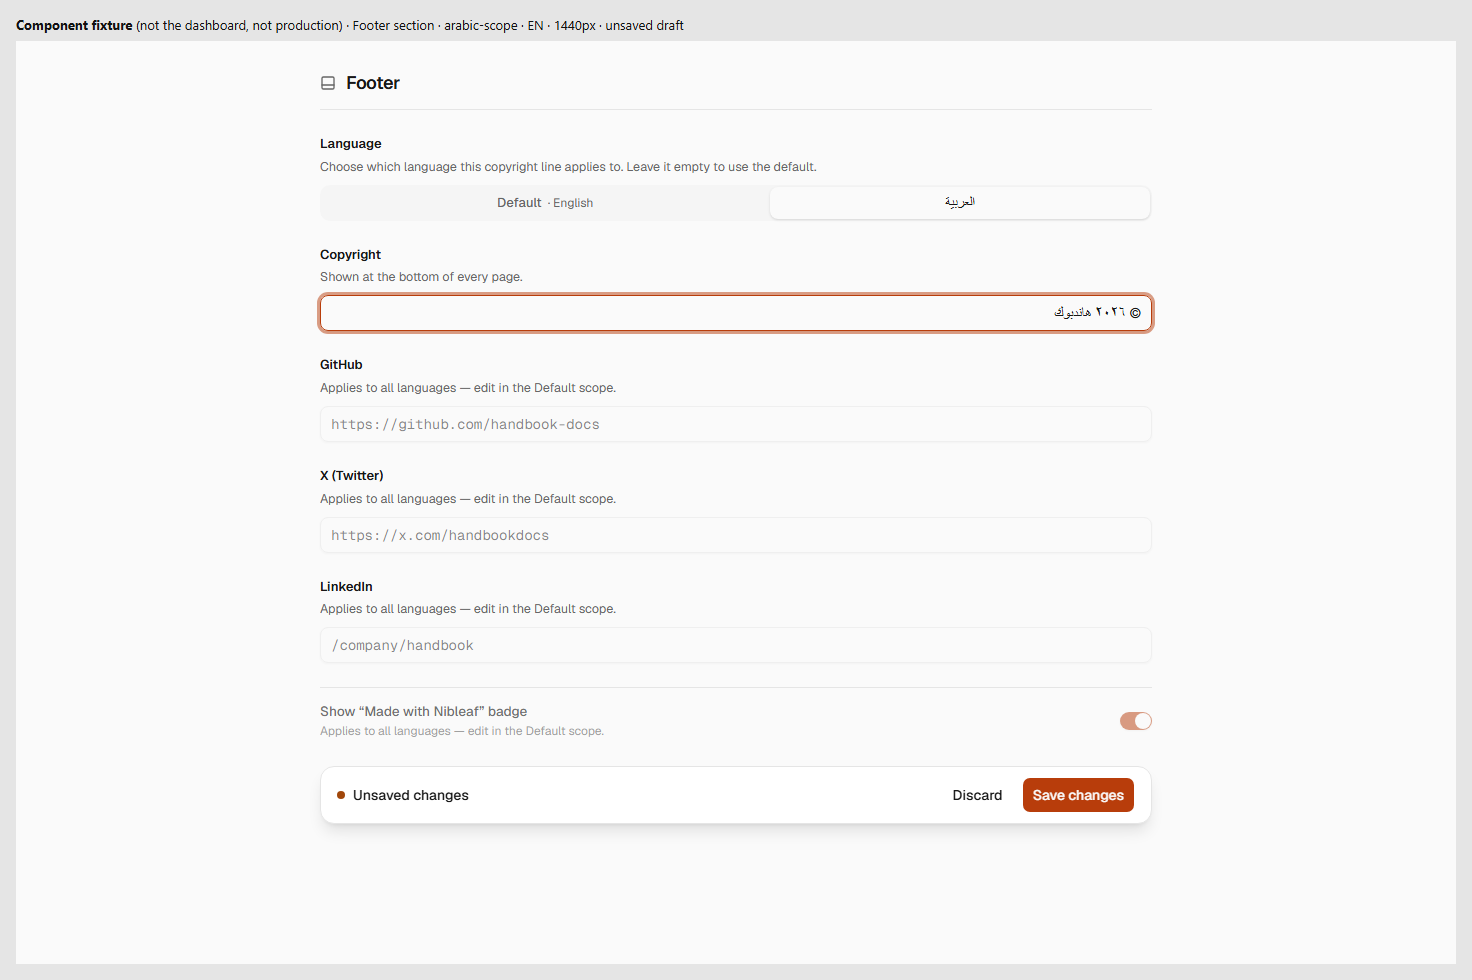 Component fixture (not the dashboard, not production) · Footer section · arabic-scope · EN · 1440px · unsaved draft
Footer
Language
Choose which language this copyright line applies to. Leave it empty to use the default.
Default · English
العربية
Copyright
Shown at the bottom of every page.
© ٢٠٢٦ هاندبوك
GitHub
Applies to all languages — edit in the Default scope.
https://github.com/handbook-docs
X (Twitter)
Applies to all languages — edit in the Default scope.
https://x.com/handbookdocs
LinkedIn
Applies to all languages — edit in the Default scope.
/company/handbook
Show “Made with Nibleaf” badge
Applies to all languages — edit in the Default scope.
Unsaved changes
Discard
Save changes